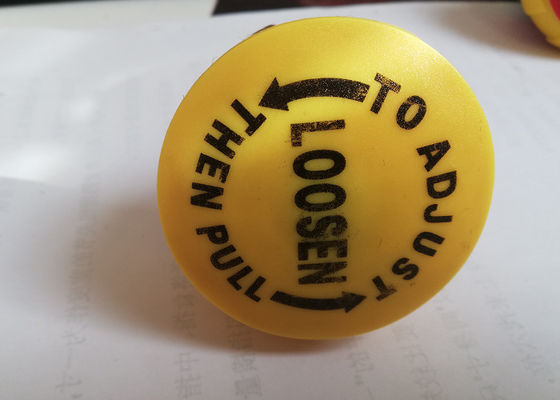 TO ADJUST
LOOSEN
THEN PULL